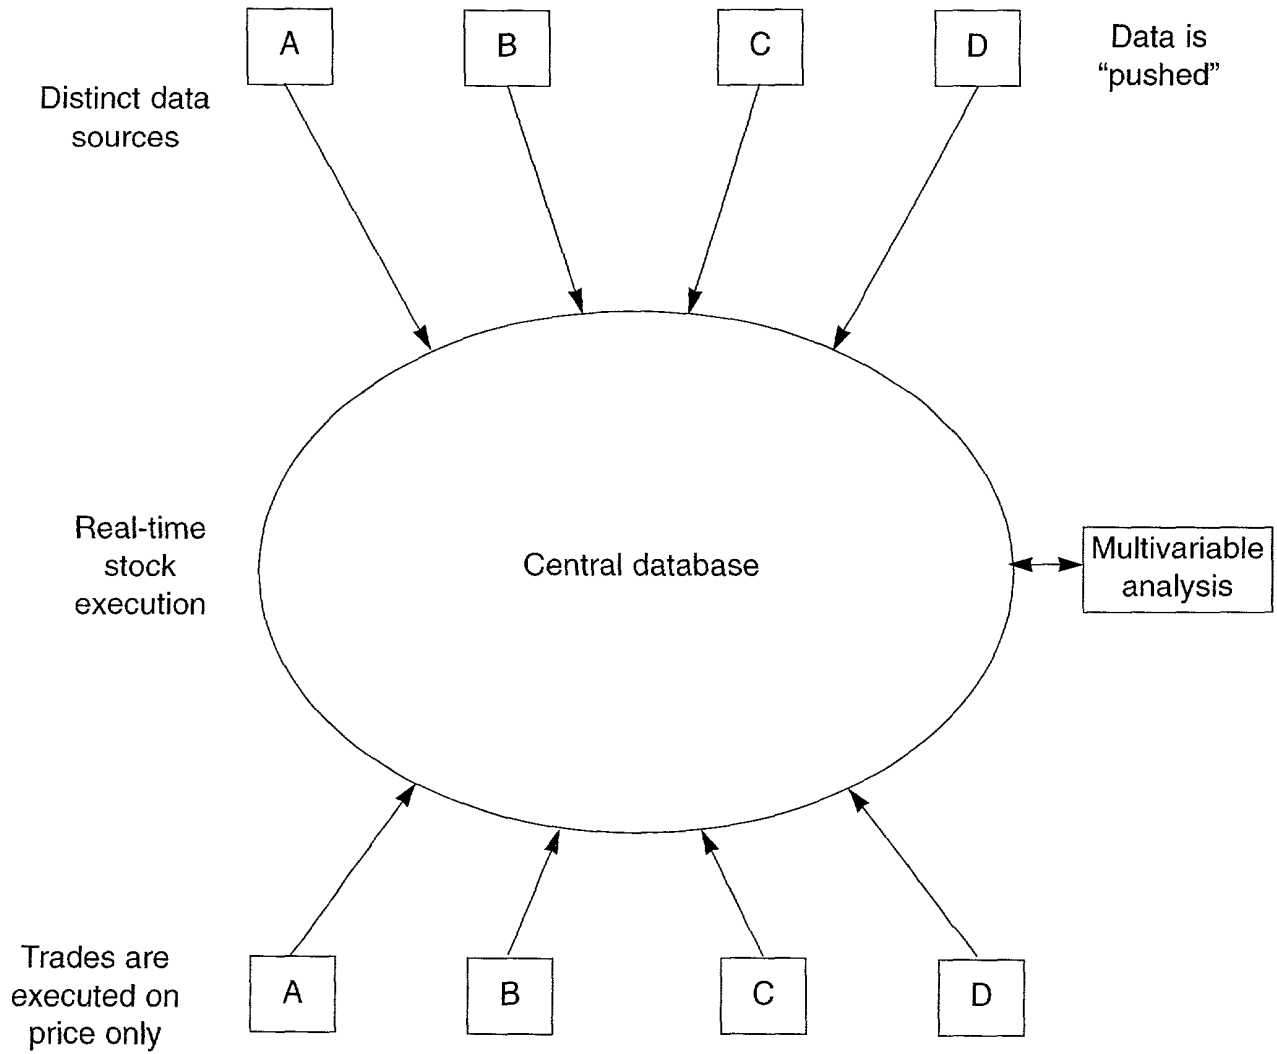 A
B
C
D
Data is
“pushed”
Distinct data
sources
Real-time
stock
execution
Central database
Multivariable
analysis
Trades are
executed on
price only
A
B
C
D